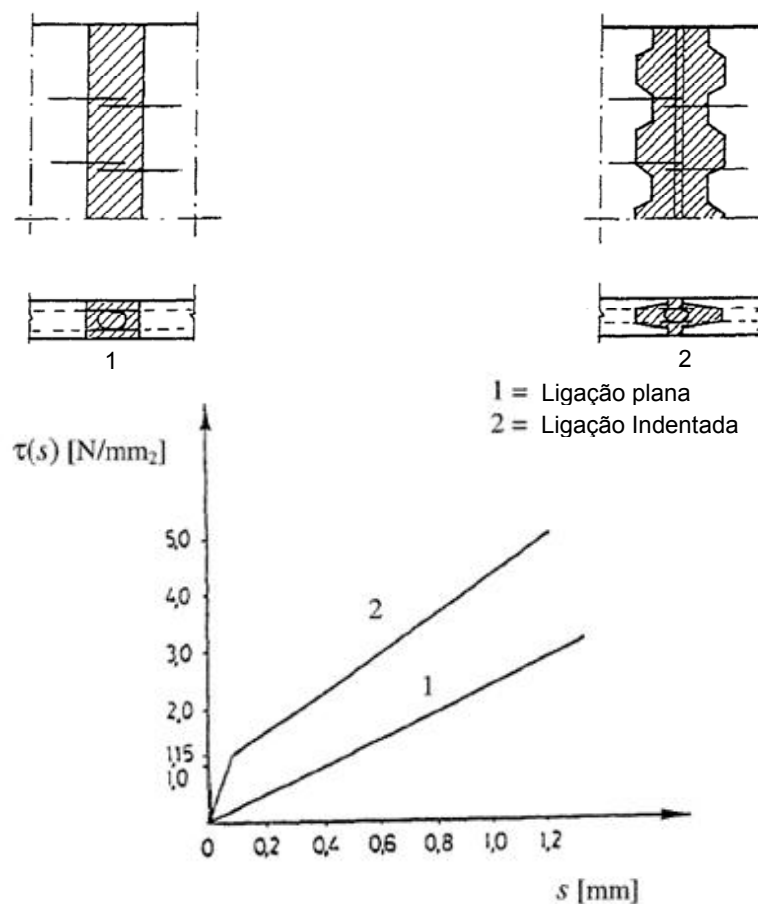 1
2
1 = Ligação plana
2 = Ligação Indentada
τ(s) [N/mm₂]
5,0
4,0
3,0
2,0
1,15
1,0
2
1
0 0,2 0,4 0,6 0,8 1,0 1,2
s [mm]